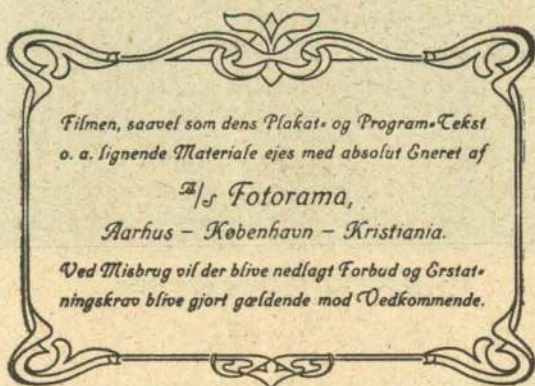 Filmen, saavel som dens Plakat- og Program-Tekst
o. a. lignende Materiale ejes med absolut Eneret af
A/s Fotorama,
Aarhus – København – Kristiania.
Ved Misbrug vil der blive nedlagt Forbud og Erstat-
ningskrav blive gjort gældende mod Vedkommende.